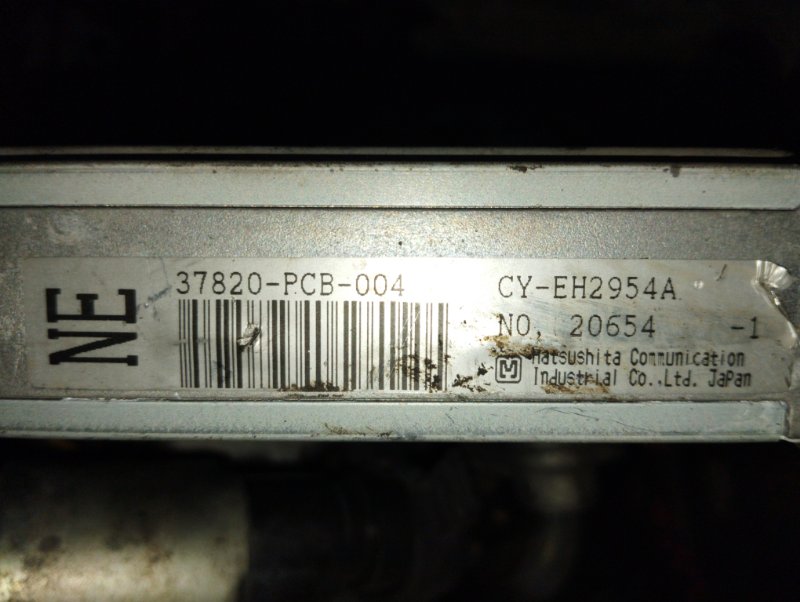 NE
37820-PCB-004
CY-EH2954A
NO. 20654 -1
Matsushita Communication
Industrial Co.,Ltd. JaPan